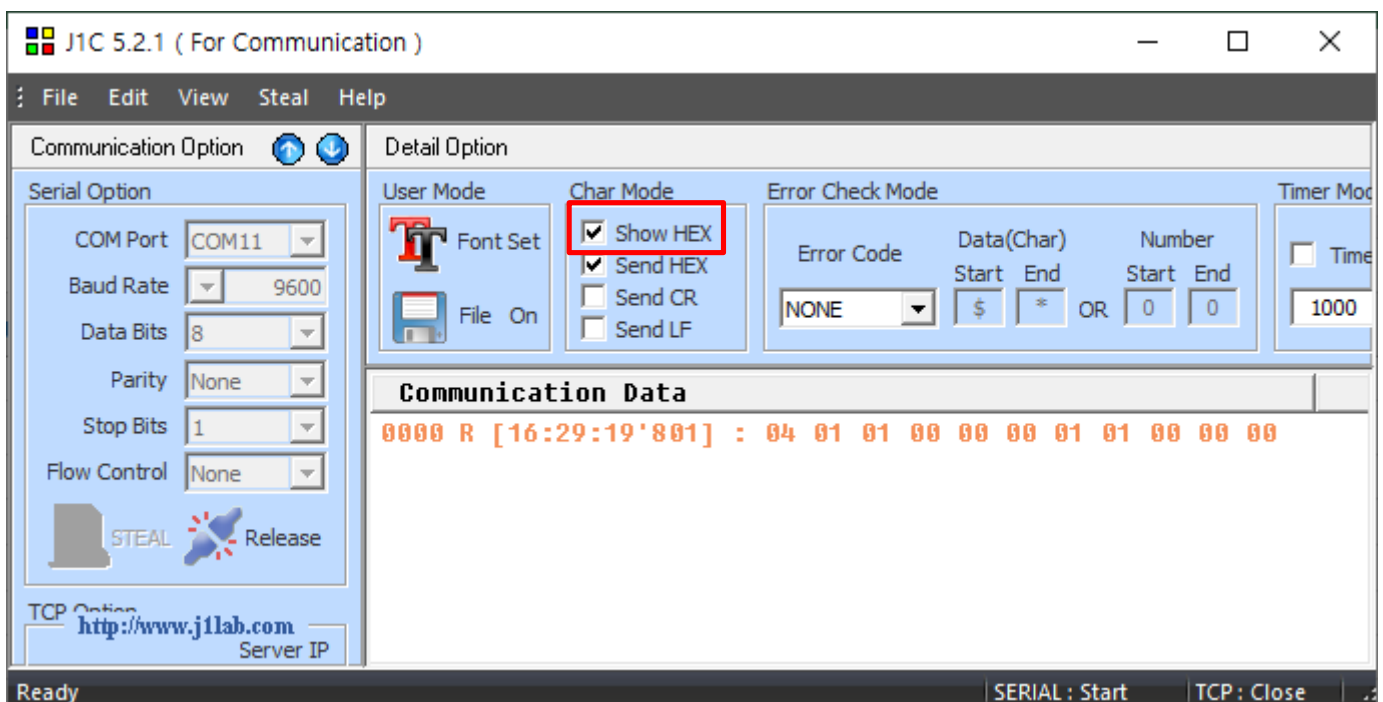 J1C 5.2.1 ( For Communication )
File Edit View Steal Help
Communication Option
Detail Option
Serial Option
COM Port COM11
Baud Rate 9600
Data Bits 8
Parity None
Stop Bits 1
Flow Control None
STEAL Release
TCP Option
http://www.j1lab.com
Server IP
User Mode
Font Set
File On
Char Mode
Show HEX
Send HEX
Send CR
Send LF
Error Check Mode
Error Code
NONE
Data(Char) Number
Start End Start End
$ * OR 0 0
Timer Mod
Time
1000
Communication Data
0000 R [16:29:19'801] : 04 01 01 00 00 00 01 01 00 00 00
Ready SERIAL : Start TCP : Close